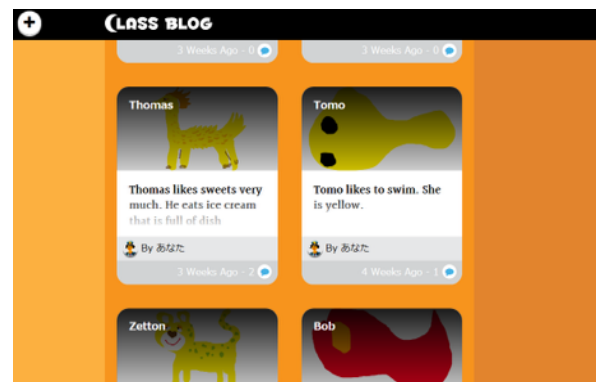 CLASS BLOG
3 Weeks Ago - 0
3 Weeks Ago - 0
Thomas
Thomas likes sweets very
much. He eats ice cream
that is full of dish
By あなた
3 Weeks Ago - 2
Tomo
Tomo likes to swim. She
is yellow.
By あなた
4 Weeks Ago - 1
Zetton
Bob